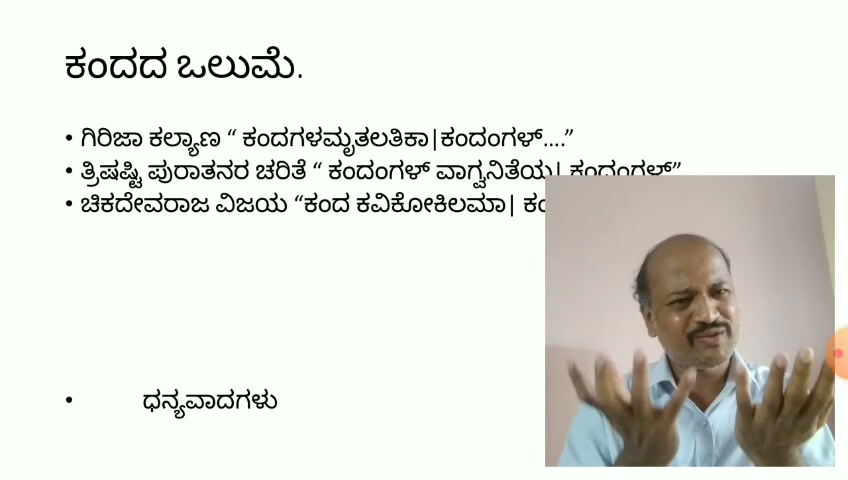 ಕಂದದ ಒಲುಮೆ.
• ಗಿರಿಜಾ ಕಲ್ಯಾಣ “ ಕಂದಗಳಮೃತಲತಿಕಾ|ಕಂದಂಗಳ್....”
• ತ್ರಿಷಷ್ಟಿ ಪುರಾತನರ ಚರಿತೆ “ ಕಂದಂಗಳ್ ವಾಗ್ವನಿತೆಯ| ಕಂದಂಗಳ್”
• ಚಿಕದೇವರಾಜ ವಿಜಯ “ಕಂದ ಕವಿಕೋಕಿಲಮಾ|
• ಧನ್ಯವಾದಗಳು